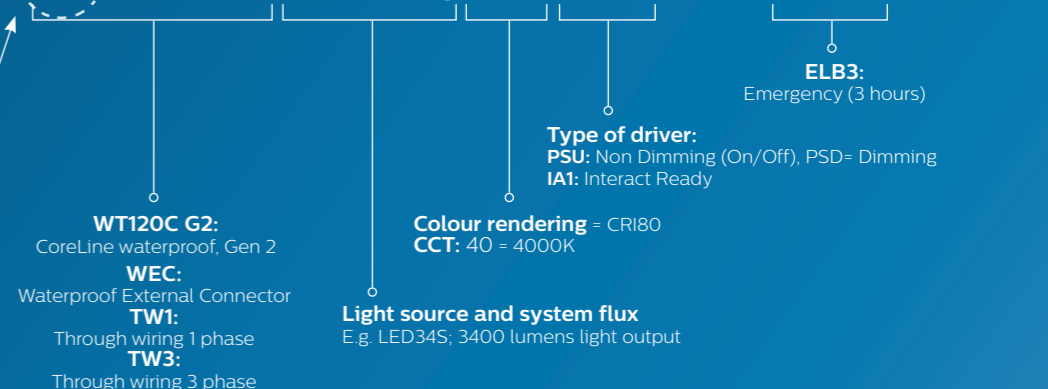 ELB3:
Emergency (3 hours)
Type of driver:
PSU: Non Dimming (On/Off), PSD= Dimming
IA1: Interact Ready
WT120C G2:
CoreLine waterproof, Gen 2
WEC:
Waterproof External Connector
TW1:
Through wiring 1 phase
TW3:
Through wiring 3 phase
Colour rendering = CRI80
CCT: 40 = 4000K
Light source and system flux
E.g. LED34S; 3400 lumens light output